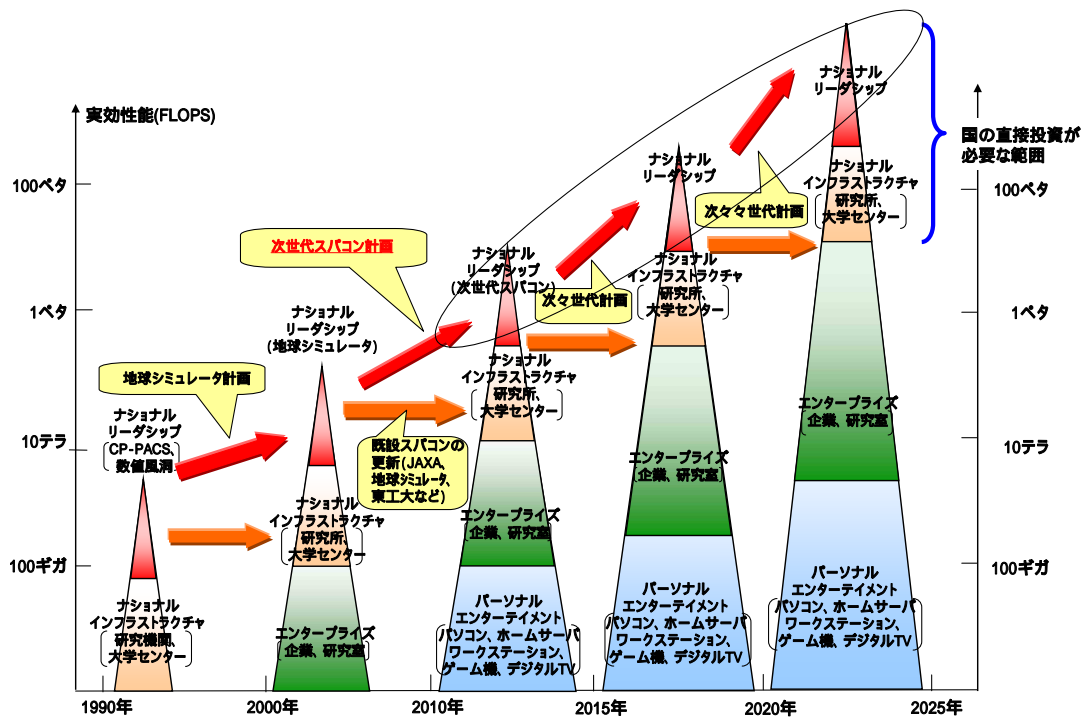 実効性能(FLOPS)
100ペタ
1ペタ
10テラ
100ギガ
ナショナル
リーダシップ
CP-PACS、
数値風洞
ナショナル
インフラストラクチャ
研究機関、
大学センター
地球シミュレータ計画
ナショナル
リーダシップ
(地球シミュレータ)
ナショナル
インフラストラクチャ
研究所、
大学センター
エンタープライズ
企業、研究室
次世代スパコン計画
既設スパコンの
更新(JAXA、
地球シミュレータ、
東工大など)
ナショナル
リーダシップ
(次世代スパコン)
ナショナル
インフラストラクチャ
研究所、
大学センター
エンタープライズ
企業、研究室
パーソナル
エンターテイメント
パソコン、ホームサーバ
ワークステーション、
ゲーム機、デジタルTV
次々世代計画
ナショナル
リーダシップ
ナショナル
インフラストラクチャ
研究所、
大学センター
エンタープライズ
企業、研究室
パーソナル
エンターテイメント
パソコン、ホームサーバ
ワークステーション、
ゲーム機、デジタルTV
次々々世代計画
ナショナル
リーダシップ
ナショナル
インフラストラクチャ
研究所、
大学センター
エンタープライズ
企業、研究室
パーソナル
エンターテイメント
パソコン、ホームサーバ
ワークステーション、
ゲーム機、デジタルTV
国の直接投資が
必要な範囲
100ペタ
1ペタ
10テラ
100ギガ
1990年
2000年
2010年
2015年
2020年
2025年